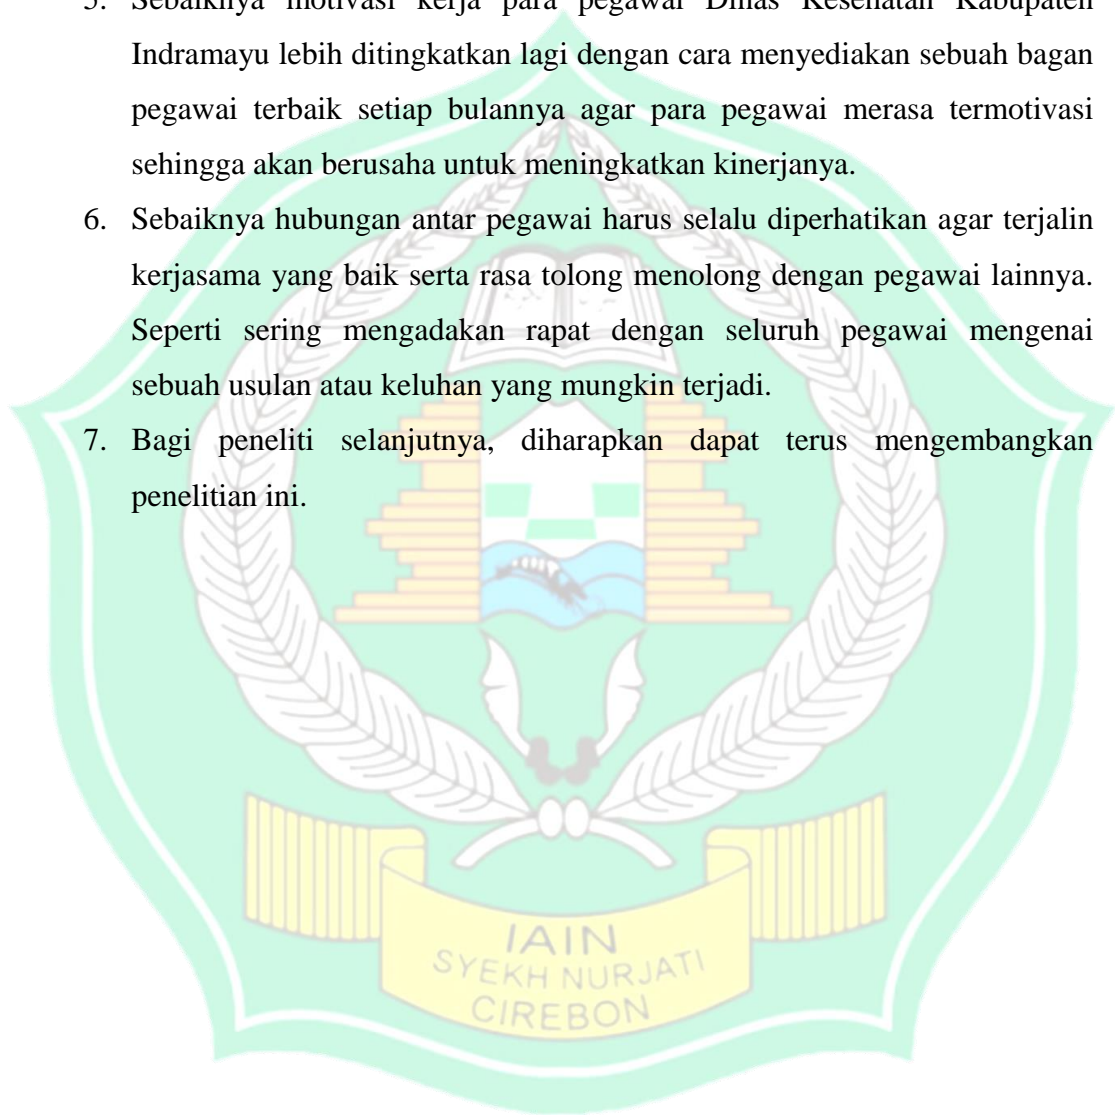 5. Sebaiknya motivasi kerja para pegawai Dinas Kesehatan Kabupaten
Indramayu lebih ditingkatkan lagi dengan cara menyediakan sebuah bagan
pegawai terbaik setiap bulannya agar para pegawai merasa termotivasi
sehingga akan berusaha untuk meningkatkan kinerjanya.
6. Sebaiknya hubungan antar pegawai harus selalu diperhatikan agar terjalin
kerjasama yang baik serta rasa tolong menolong dengan pegawai lainnya.
Seperti sering mengadakan rapat dengan seluruh pegawai mengenai
sebuah usulan atau keluhan yang mungkin terjadi.
7. Bagi peneliti selanjutnya, diharapkan dapat terus mengembangkan
penelitian ini.
IAIN
SYEKH NURJATI
CIREBON